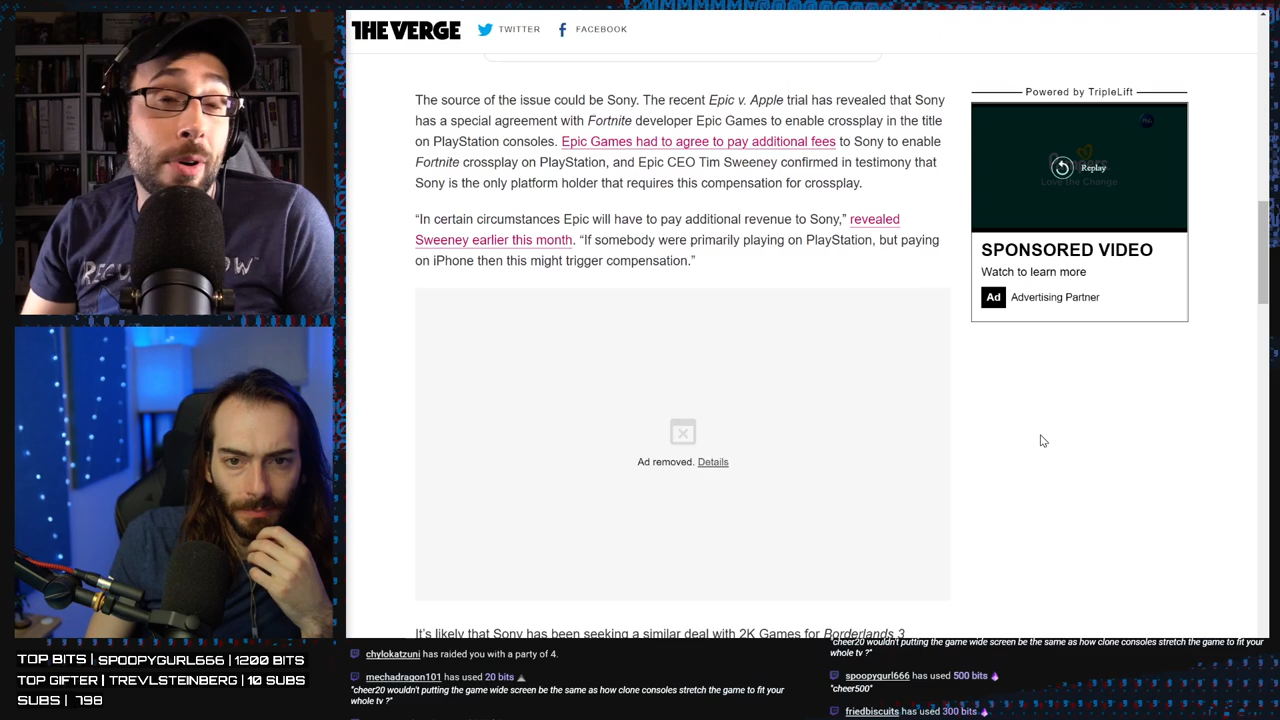 THE VERGE
TWITTER
FACEBOOK
The source of the issue could be Sony. The recent Epic v. Apple trial has revealed that Sony
has a special agreement with Fortnite developer Epic Games to enable crossplay in the title
on PlayStation consoles. Epic Games had to agree to pay additional fees to Sony to enable
Fortnite crossplay on PlayStation, and Epic CEO Tim Sweeney confirmed in testimony that
Sony is the only platform holder that requires this compensation for crossplay.
“In certain circumstances Epic will have to pay additional revenue to Sony,” revealed
Sweeney earlier this month. “If somebody were primarily playing on PlayStation, but paying
on iPhone then this might trigger compensation.”
Ad removed. Details
It’s likely that Sony has been seeking a similar deal with 2K Games for Borderlands 3
Powered by TripleLift
Replay
Love the Change
SPONSORED VIDEO
Watch to learn more
Ad Advertising Partner
TOP BITS | SPOOPYGURL666 | 1200 BITS
TOP GIFTER | TREVLSTEINBERG | 10 SUBS
SUBS | 798
chylokatzuni has raided you with a party of 4.
mechadragon101 has used 20 bits
"cheer20 wouldn't putting the game wide screen be the same as how clone consoles stretch the game to fit your
whole tv ?"
"cheer20 wouldn't putting the game wide screen be the same as how clone consoles stretch the game to fit your
whole tv ?"
spoopygurl666 has used 500 bits
"cheer500"
friedbiscuits has used 300 bits